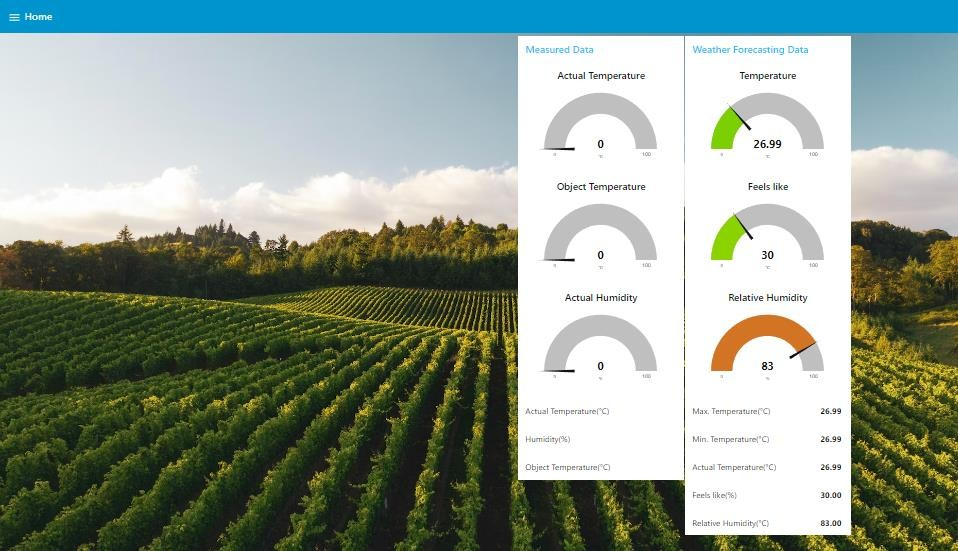 Home
Measured Data
Actual Temperature
0
°C
0
100
Object Temperature
0
°C
0
100
Actual Humidity
0
%
0
100
Actual Temperature(°C)
Humidity(%)
Object Temperature(°C)
Weather Forecasting Data
Temperature
26.99
°C
0
100
Feels like
30
°C
0
100
Relative Humidity
83
%
0
100
Max. Temperature(°C) 26.99
Min. Temperature(°C) 26.99
Actual Temperature(°C) 26.99
Feels like(%) 30.00
Relative Humidity(°C) 83.00